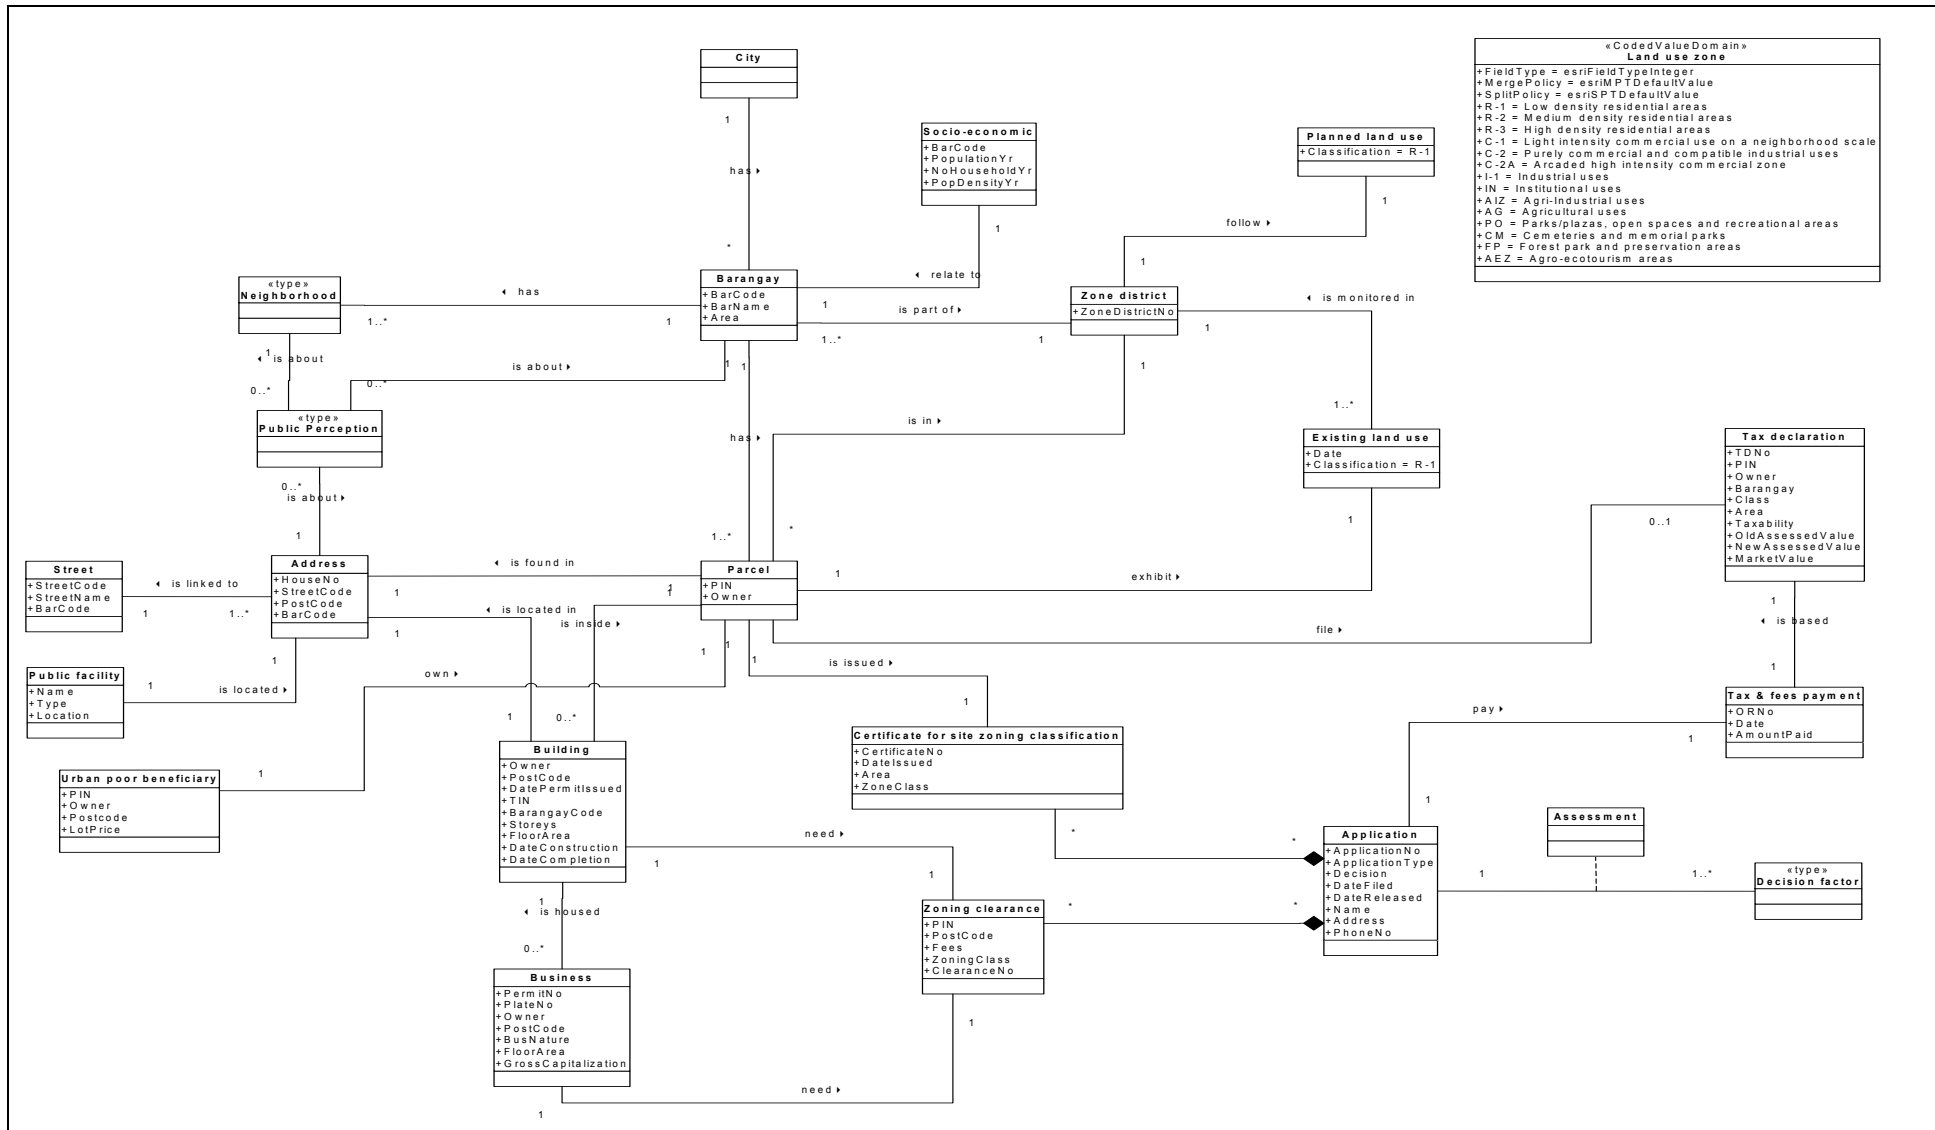 City
1
has
*
«CodedValueDomain»
Land use zone
+FieldType = esriFieldTypeInteger
+MergePolicy = esriMPTDefaultValue
+SplitPolicy = esriSPTDefaultValue
+R-1 = Low density residential areas
+R-2 = Medium density residential areas
+R-3 = High density residential areas
+C-1 = Light intensity commercial use on a neighborhood scale
+C-2 = Purely commercial and compatible industrial uses
+C-2A = Arcaded high intensity commercial zone
+I-1 = Industrial uses
+IN = Institutional uses
+AIZ = Agri-Industrial uses
+AG = Agricultural uses
+PO = Parks/plazas, open spaces and recreational areas
+CM = Cemeteries and memorial parks
+FP = Forest park and preservation areas
+AEZ = Agro-ecotourism areas
Socio-economic
+BarCode
+PopulationYr
+NoHouseholdYr
+PopDensityYr
1
relate to
1
Planned land use
+Classification = R-1
1
follow
1
«type»
Neighborhood
has
1..*
1
Barangay
+BarCode
+BarName
+Area
is part of
1..*
1
Zone district
+ZoneDistrictNo
is monitored in
1
1..*
1
is about
0..*
is about
0..*
1
1
1
«type»
Public Perception
has
1..*
is in
*
Existing land use
+Date
+Classification = R-1
1
Tax declaration
+TDNo
+PIN
+Owner
+Barangay
+Class
+Area
+Taxability
+OldAssessedValue
+NewAssessedValue
+MarketValue
0..1
0..*
is about
1
Street
+StreetCode
+StreetName
+BarCode
is linked to
1
1..*
Address
+HouseNo
+StreetCode
+PostCode
+BarCode
is found in
1
1
is located in
1
is inside
1
Parcel
+PIN
+Owner
1
exhibit
file
1
is based
1
Public facility
+Name
+Type
+Location
1
is located
1
own
1
1
1
is issued
1
1
0..*
Tax & fees payment
+ORNo
+Date
+AmountPaid
pay
1
1
Urban poor beneficiary
+PIN
+Owner
+Postcode
+LotPrice
1
Building
+Owner
+PostCode
+DatePermitIssued
+TIN
+BarangayCode
+Storeys
+FloorArea
+DateConstruction
+DateCompletion
Certificate for site zoning classification
+CertificateNo
+DateIssued
+Area
+ZoneClass
*
*
need
1
1
Application
+ApplicationNo
+ApplicationType
+Decision
+DateFiled
+DateReleased
+Name
+Address
+PhoneNo
Assessment
1
1..*
«type»
Decision factor
1
is housed
0..*
Zoning clearance
+PIN
+PostCode
+Fees
+ZoningClass
+ClearanceNo
*
*
Business
+PermitNo
+PlateNo
+Owner
+PostCode
+BusNature
+FloorArea
+GrossCapitalization
1
need
1